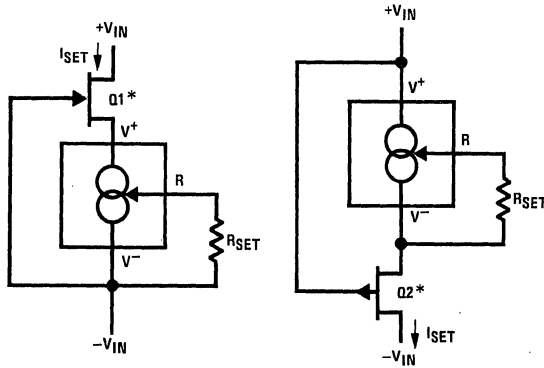 +VIN
ISET
Q1*
V+
R
RSET
V−
−VIN
+VIN
V+
R
RSET
V−
Q2*
ISET
−VIN